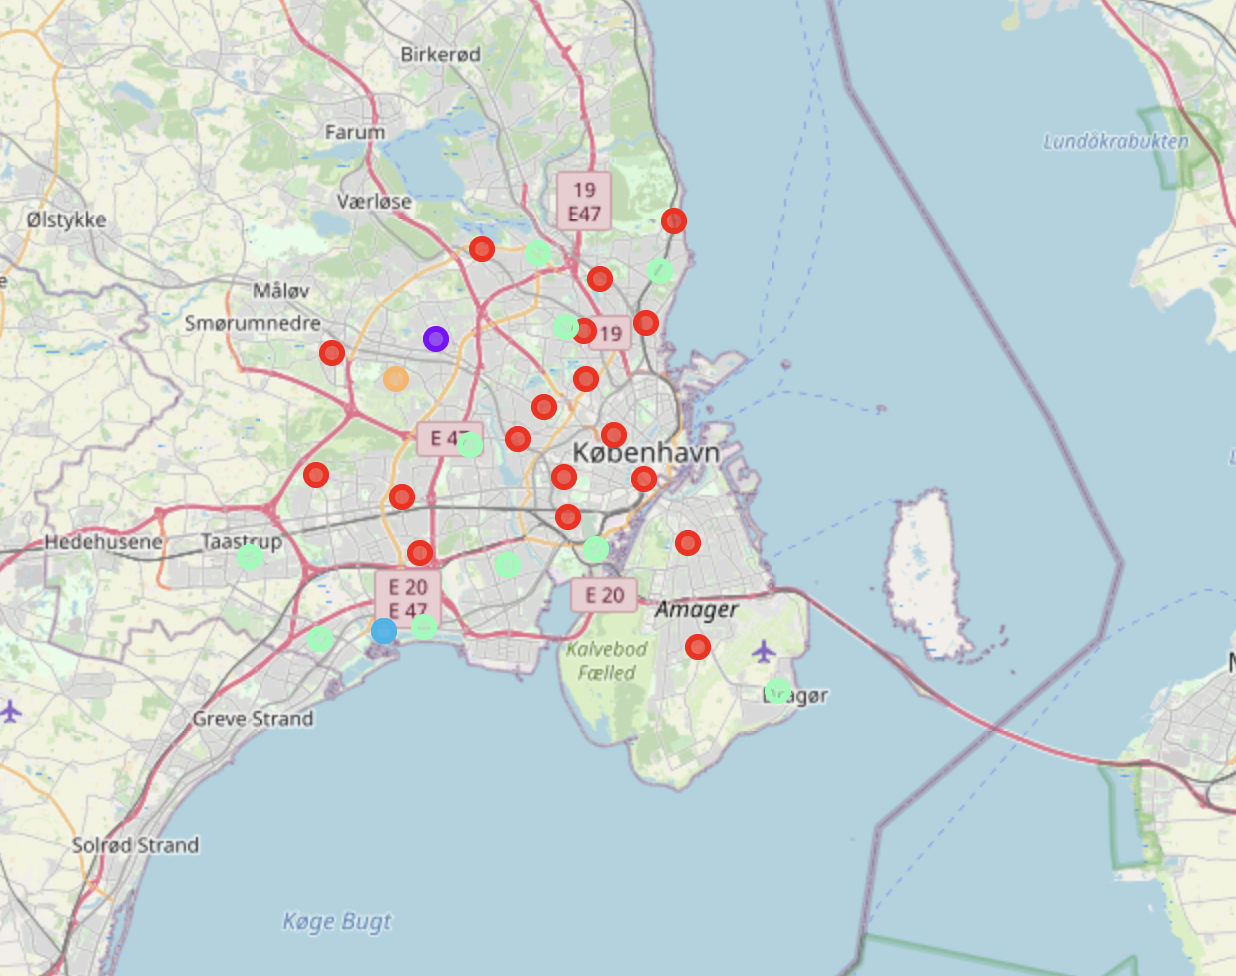 Birkerød
Farum
Lundåkrabukten
19
E47
Værløse
Ølstykke
Måløv
Smørumnedre
19
E 47
København
Hedehusene
Taastrup
E 20
E 47
E 20
Amager
Kalvebod
Fælled
Dragør
Greve Strand
Solrød Strand
Køge Bugt